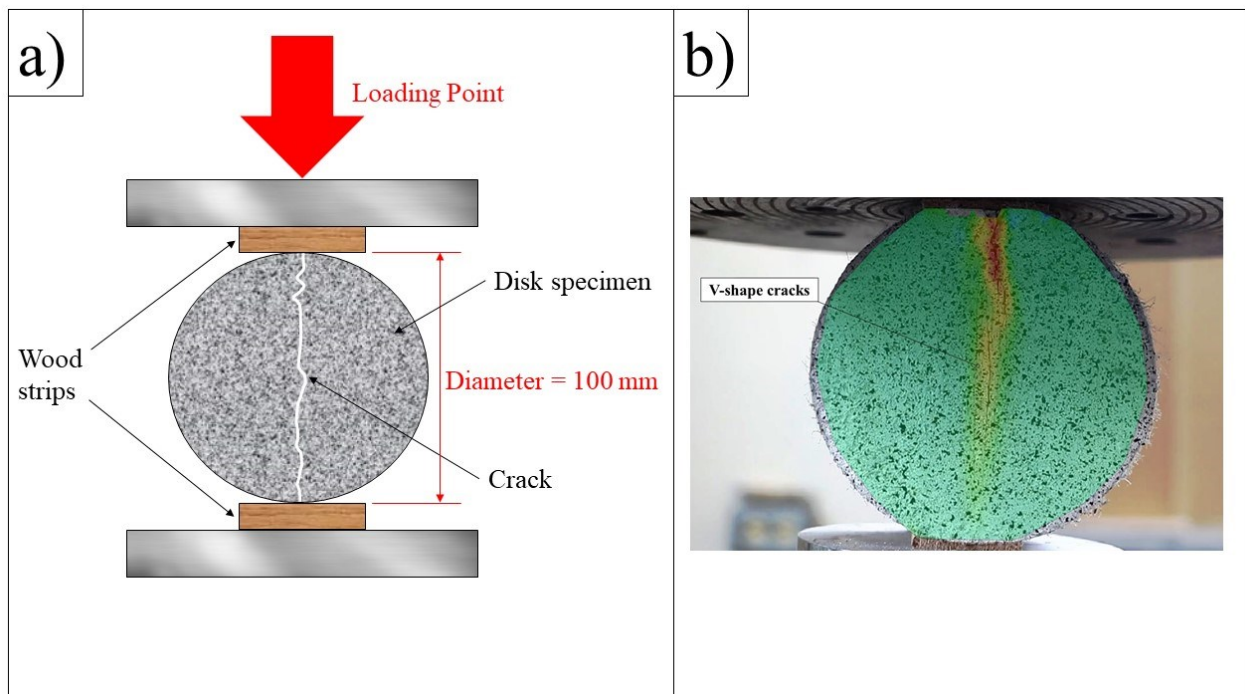 a)
Loading Point
Disk specimen
Wood
strips
Diameter = 100 mm
Crack
b)
V-shape cracks